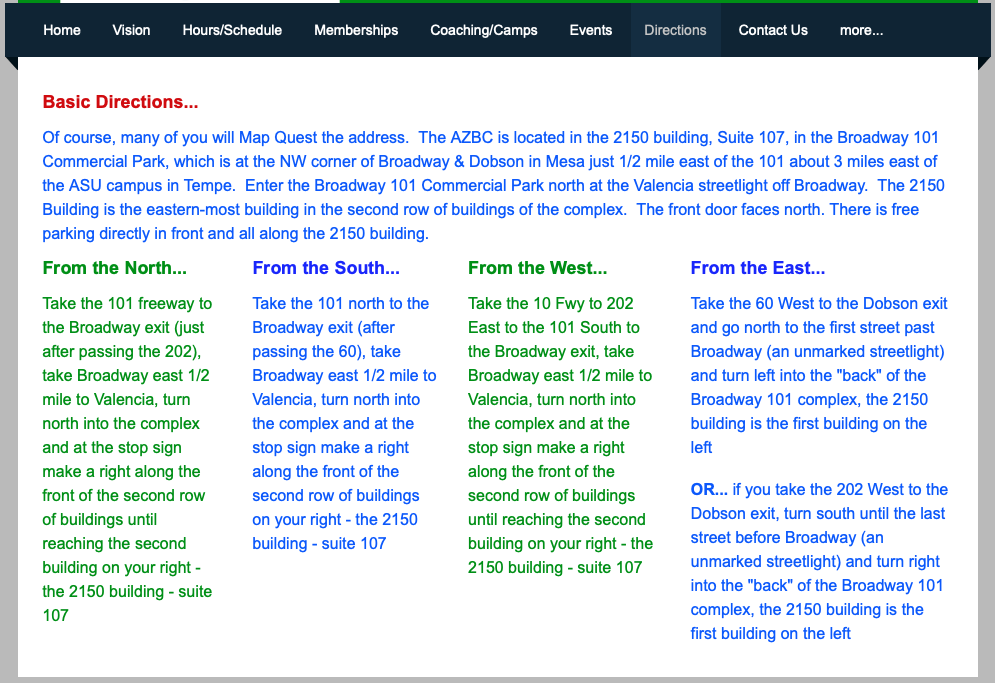 Home Vision Hours/Schedule Memberships Coaching/Camps Events Directions Contact Us more...
Basic Directions...
Of course, many of you will Map Quest the address.  The AZBC is located in the 2150 building, Suite 107, in the Broadway 101
Commercial Park, which is at the NW corner of Broadway & Dobson in Mesa just 1/2 mile east of the 101 about 3 miles east of
the ASU campus in Tempe.  Enter the Broadway 101 Commercial Park north at the Valencia streetlight off Broadway.  The 2150
Building is the eastern-most building in the second row of buildings of the complex.  The front door faces north. There is free
parking directly in front and all along the 2150 building.
From the North...
Take the 101 freeway to
the Broadway exit (just
after passing the 202),
take Broadway east 1/2
mile to Valencia, turn
north into the complex
and at the stop sign
make a right along the
front of the second row
of buildings until
reaching the second
building on your right -
the 2150 building - suite
107
From the South...
Take the 101 north to the
Broadway exit (after
passing the 60), take
Broadway east 1/2 mile to
Valencia, turn north into
the complex and at the
stop sign make a right
along the front of the
second row of buildings
on your right - the 2150
building - suite 107
From the West...
Take the 10 Fwy to 202
East to the 101 South to
the Broadway exit, take
Broadway east 1/2 mile to
Valencia, turn north into
the complex and at the
stop sign make a right
along the front of the
second row of buildings
until reaching the second
building on your right - the
2150 building - suite 107
From the East...
Take the 60 West to the Dobson exit
and go north to the first street past
Broadway (an unmarked streetlight)
and turn left into the "back" of the
Broadway 101 complex, the 2150
building is the first building on the
left
OR... if you take the 202 West to the
Dobson exit, turn south until the last
street before Broadway (an
unmarked streetlight) and turn right
into the "back" of the Broadway 101
complex, the 2150 building is the
first building on the left